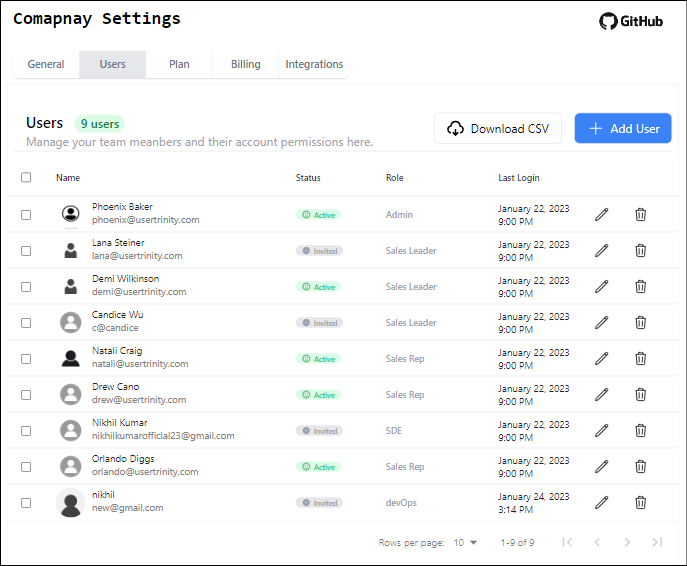 Comapnay Settings
GitHub
General Users Plan Billing Integrations
Users 9 users
Manage your team meanbers and their account permissions here.
Download CSV
Add User
Name Status Role Last Login
Phoenix Baker
phoenix@usertrinity.com
Active
Admin
January 22, 2023
9:00 PM
Lana Steiner
lana@usertrinity.com
Invited
Sales Leader
January 22, 2023
9:00 PM
Demi Wilkinson
demi@usertrinity.com
Active
Sales Leader
January 22, 2023
9:00 PM
Candice Wu
c@candice
Invited
Sales Leader
January 22, 2023
9:00 PM
Natali Craig
natali@usertrinity.com
Active
Sales Rep
January 22, 2023
9:00 PM
Drew Cano
drew@usertrinity.com
Active
Sales Rep
January 22, 2023
9:00 PM
Nikhil Kumar
nikhilkumarofficial23@gmail.com
Invited
SDE
January 22, 2023
9:00 PM
Orlando Diggs
orlando@usertrinity.com
Active
Sales Rep
January 22, 2023
9:00 PM
nikhil
new@gmail.com
Invited
devOps
January 24, 2023
3:14 PM
Rows per page: 10 1-9 of 9